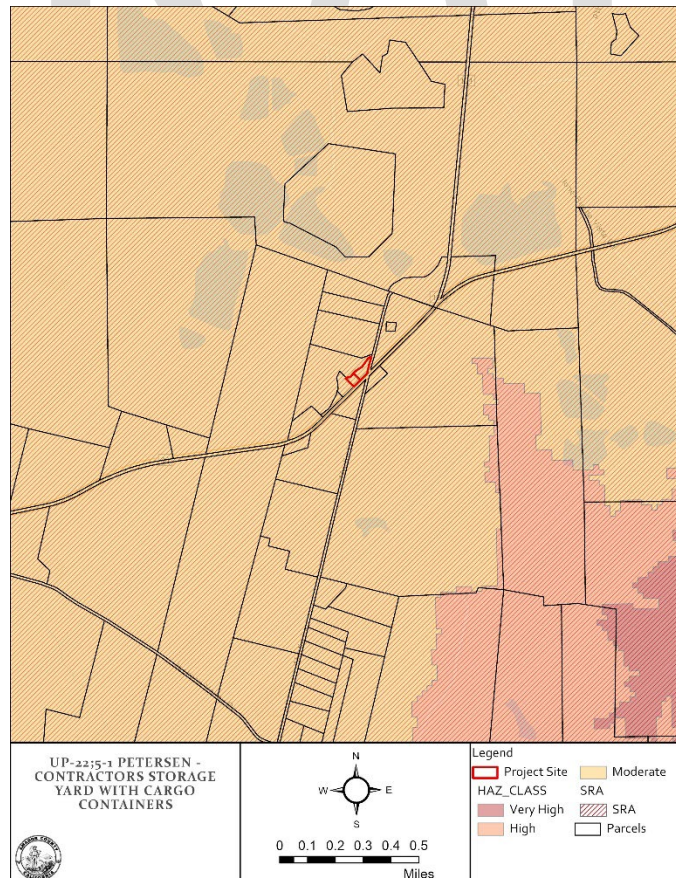 UP-22;5-1 PETERSEN -
CONTRACTORS STORAGE
YARD WITH CARGO
CONTAINERS
N
W
E
S
0 0.1 0.2 0.3 0.4 0.5
Miles
Legend
Project Site
HAZ_CLASS
Very High
High
Moderate
SRA
SRA
Parcels